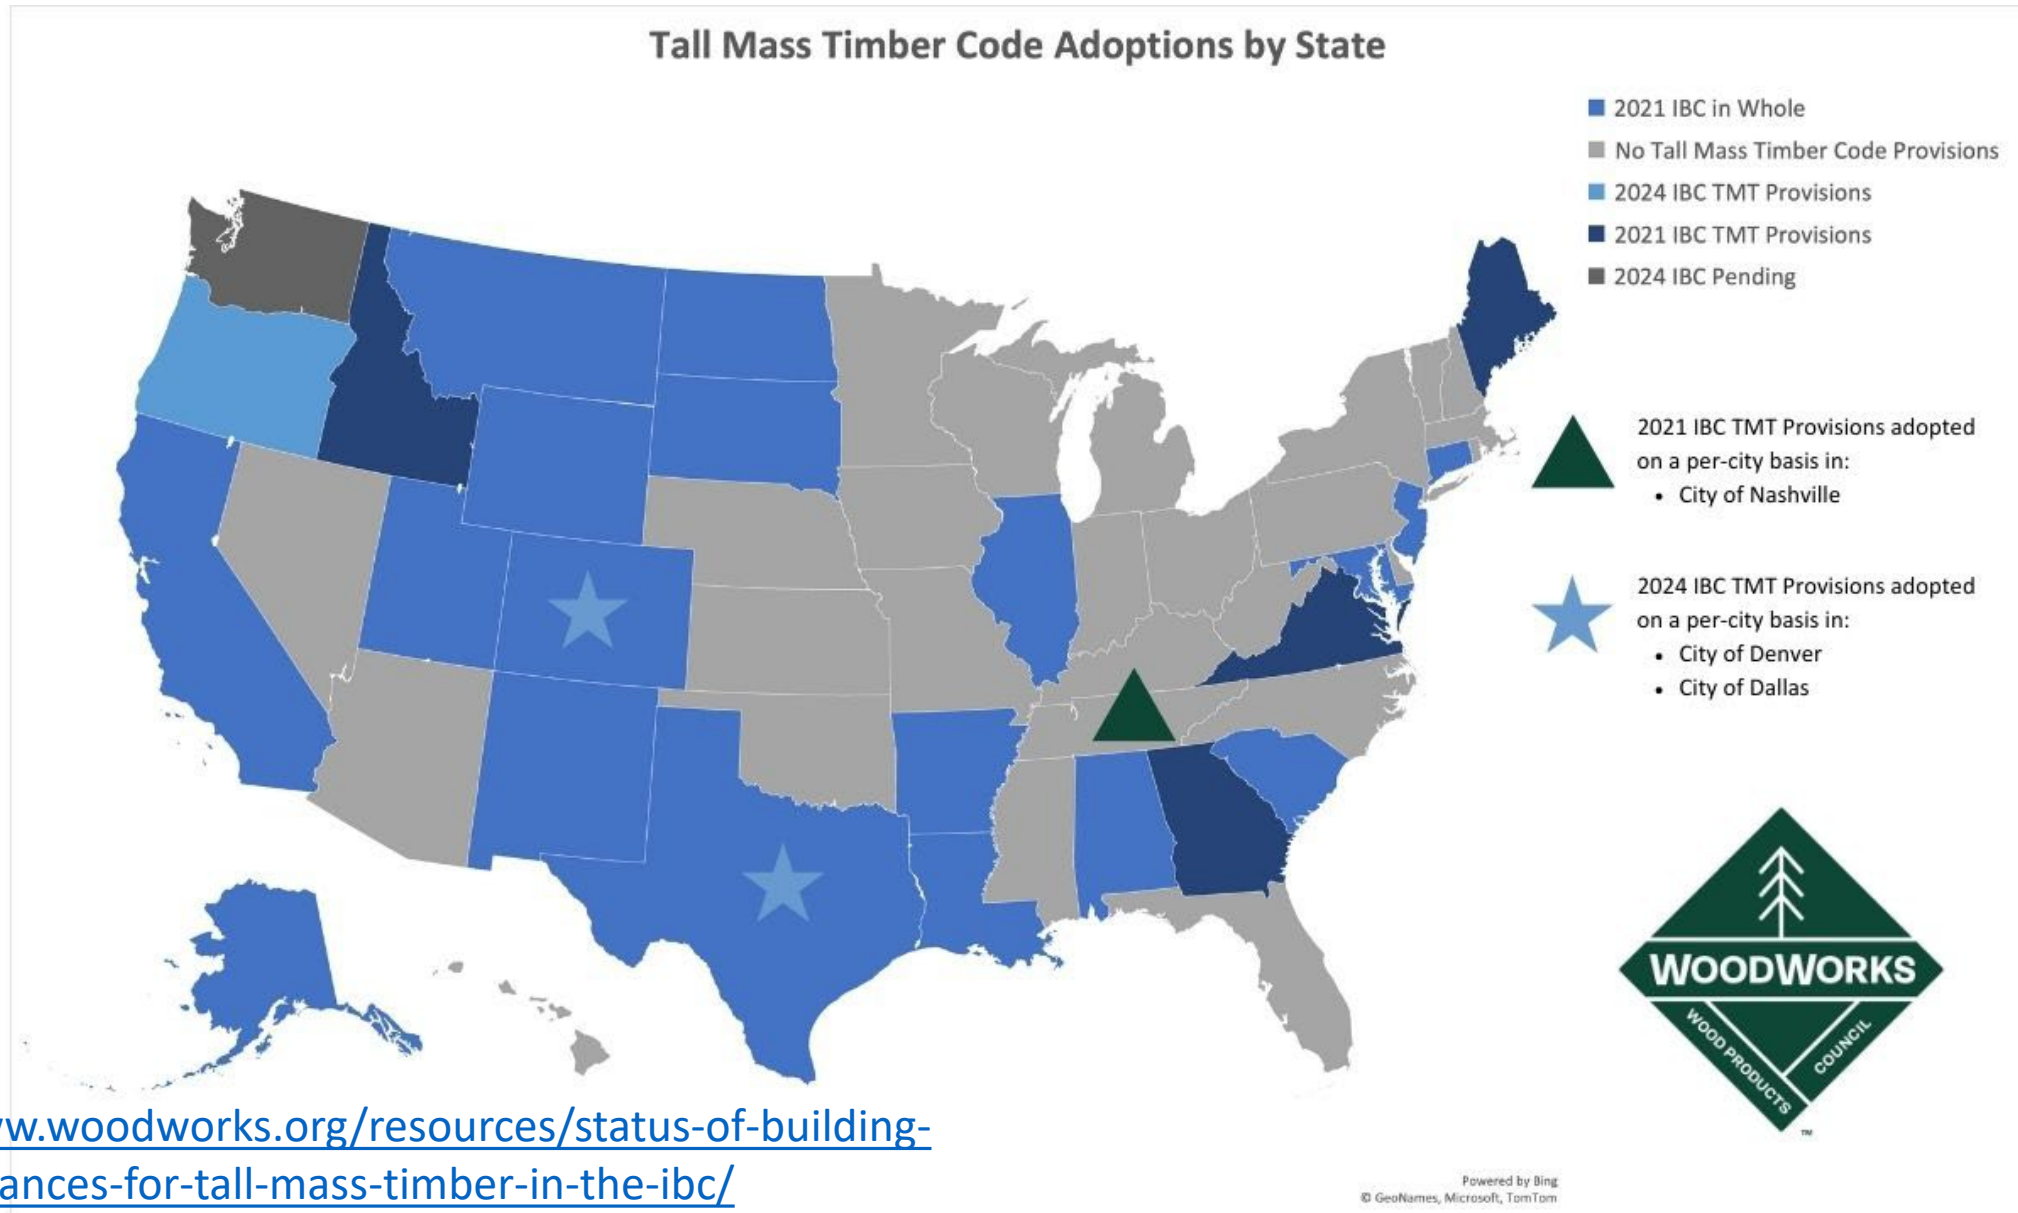 Tall Mass Timber Code Adoptions by State
2021 IBC in Whole
No Tall Mass Timber Code Provisions
2024 IBC TMT Provisions
2021 IBC TMT Provisions
2024 IBC Pending
2021 IBC TMT Provisions adopted
on a per-city basis in:
• City of Nashville
2024 IBC TMT Provisions adopted
on a per-city basis in:
• City of Denver
• City of Dallas
WOODWORKS
WOOD PRODUCTS
COUNCIL
™
w.woodworks.org/resources/status-of-building-
ances-for-tall-mass-timber-in-the-ibc/
Powered by Bing
© GeoNames, Microsoft, TomTom